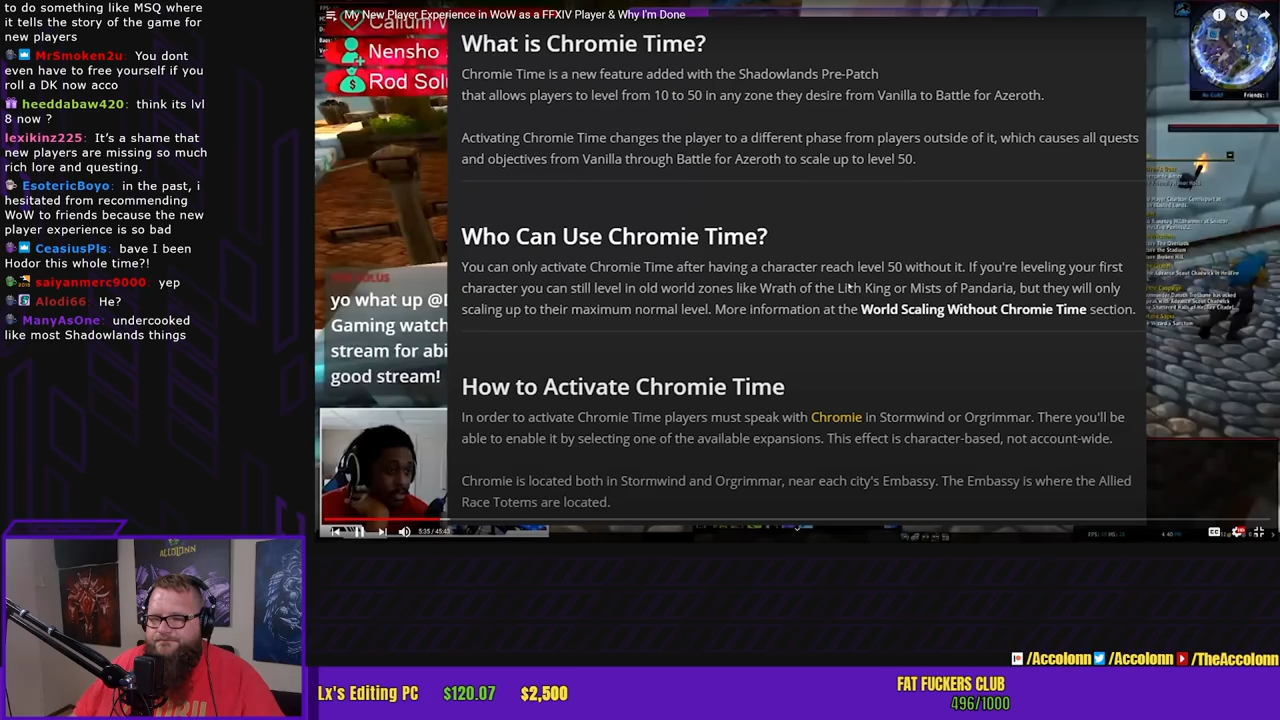 to do something like MSQ where
it tells the story of the game for
new players
MrSmoken2u: You dont
even have to free yourself if you
roll a DK now acco
heeddabaw420: think its lvl
8 now ?
lexikinz225: It's a shame that
new players are missing so much
rich lore and questing.
EsotericBoyo: in the past, i
hesitated from recommending
WoW to friends because the new
player experience is so bad
CeasiusPls: bave I been
Hodor this whole time?!
saiyanmerc9000: yep
Alodi66: He?
ManyAsOne: undercooked
like most Shadowlands things
My New Player Experience in WoW as a FFXIV Player & Why I'm Done
Callum
Nensho
Rod Sol
yo what up @
Gaming watch
stream for abi
good stream!
What is Chromie Time?
Chromie Time is a new feature added with the Shadowlands Pre-Patch
that allows players to level from 10 to 50 in any zone they desire from Vanilla to Battle for Azeroth.
Activating Chromie Time changes the player to a different phase from players outside of it, which causes all quests
and objectives from Vanilla through Battle for Azeroth to scale up to level 50.
Who Can Use Chromie Time?
You can only activate Chromie Time after having a character reach level 50 without it. If you're leveling your first
character you can still level in old world zones like Wrath of the Lich King or Mists of Pandaria, but they will only
scaling up to their maximum normal level. More information at the World Scaling Without Chromie Time section.
How to Activate Chromie Time
In order to activate Chromie Time players must speak with Chromie in Stormwind or Orgrimmar. There you'll be
able to enable it by selecting one of the available expansions. This effect is character-based, not account-wide.
Chromie is located both in Stormwind and Orgrimmar, near each city's Embassy. The Embassy is where the Allied
Race Totems are located.
5:35 / 45:43
ACCOLONN
/Accolonn /Accolonn /TheAccolonn
Lx's Editing PC $120.07 $2,500
FAT FUCKERS CLUB
496/1000